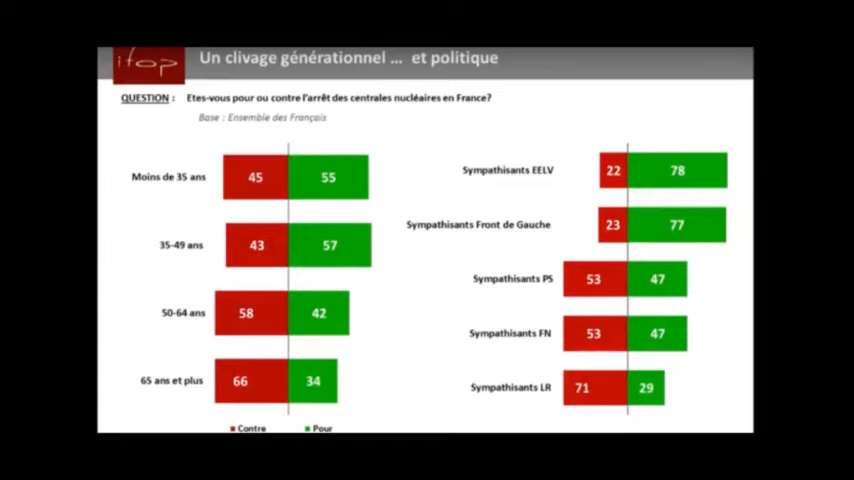 ifop
Un clivage générationnel ... et politique
QUESTION : Etes-vous pour ou contre l'arrêt des centrales nucléaires en France?
Base : Ensemble des Français
Moins de 35 ans 45 55
35-49 ans 43 57
50-64 ans 58 42
65 ans et plus 66 34
Contre Pour
Sympathisants EELV 22 78
Sympathisants Front de Gauche 23 77
Sympathisants PS 53 47
Sympathisants FN 53 47
Sympathisants LR 71 29